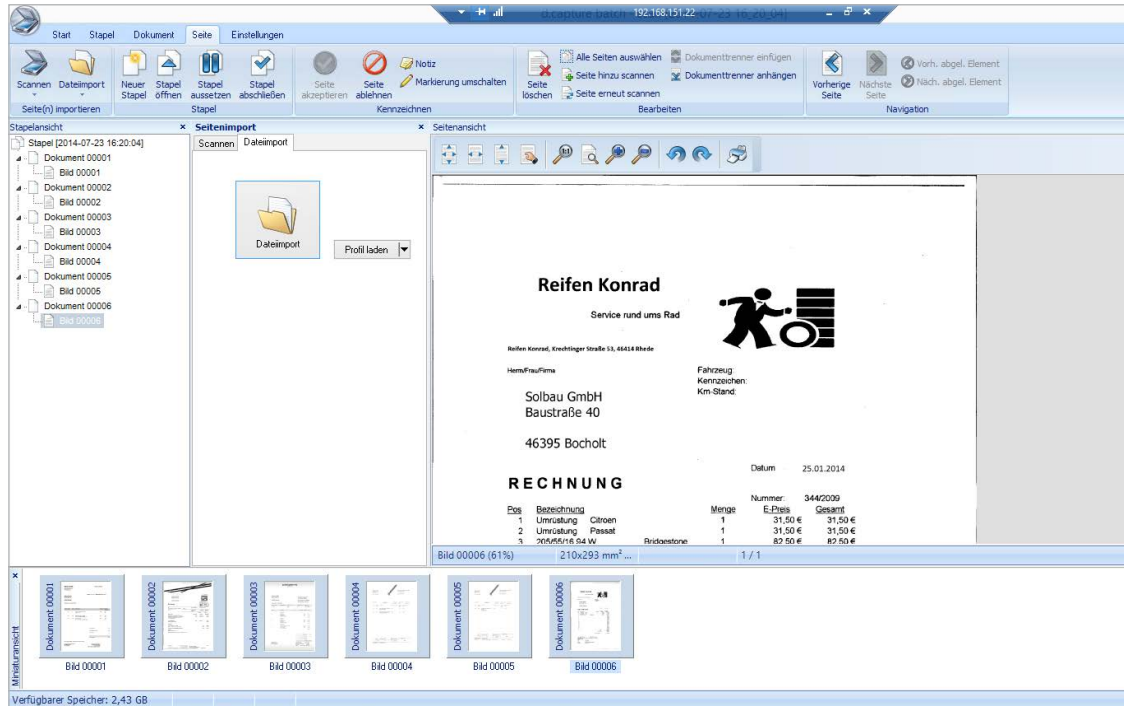 d.capture batch - 192.168.151.22 07-23 16_20_04]
Start Stapel Dokument Seite Einstellungen
Scannen
Dateiimport
Seite(n) importieren
Neuer Stapel
Stapel öffnen
Stapel aussetzen
Stapel abschließen
Stapel
Seite akzeptieren
Seite ablehnen
Notiz
Markierung umschalten
Kennzeichnen
Seite löschen
Alle Seiten auswählen
Seite hinzu scannen
Seite erneut scannen
Dokumenttrenner einfügen
Dokumenttrenner anhängen
Bearbeiten
Vorherige Seite
Nächste Seite
Vorh. abgel. Element
Näch. abgel. Element
Navigation
Stapelansicht
Stapel [2014-07-23 16:20:04]
Dokument 00001
Bild 00001
Dokument 00002
Bild 00002
Dokument 00003
Bild 00003
Dokument 00004
Bild 00004
Dokument 00005
Bild 00005
Dokument 00006
Bild 00006
Seitenimport
Scannen Dateiimport
Dateiimport
Profil laden
Seitenansicht
1:1
Reifen Konrad
Service rund ums Rad
Reifen Konrad, Krechtinger Straße 53, 46414 Rhede
Herrn/Frau/Firma
Fahrzeug:
Kennzeichen:
Km-Stand:
Solbau GmbH
Baustraße 40
46395 Bocholt
Datum 25.01.2014
RECHNUNG
Nummer: 344/2009
Pos Bezeichnung Menge E-Preis Gesamt
1 Umrüstung Citroen 1 31,50 € 31,50 €
2 Umrüstung Passat 1 31,50 € 31,50 €
3 205/55/16 94 W Bridgestone 1 82,50 € 82,50 €
Bild 00006 (61%) 210x293 mm² ... 1 / 1
Miniaturansicht
Dokument 00001
Dokument 00002
Dokument 00003
Dokument 00004
Dokument 00005
Dokument 00006
Bild 00001 Bild 00002 Bild 00003 Bild 00004 Bild 00005 Bild 00006
Verfügbarer Speicher: 2,43 GB